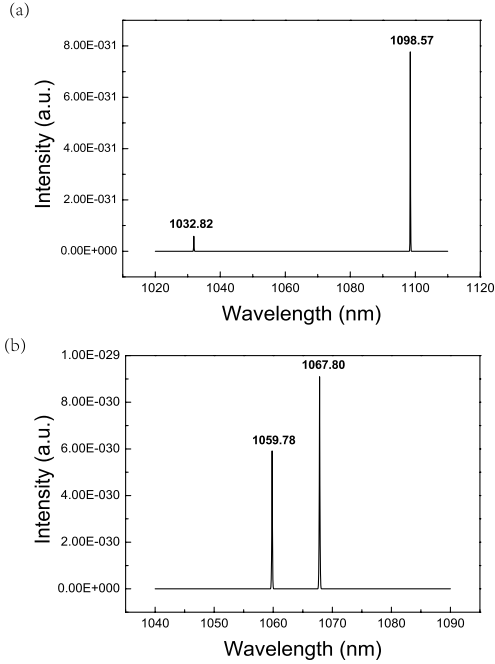 (a)
Intensity (a.u.)
8.00E-031
6.00E-031
4.00E-031
2.00E-031
0.00E+000
1098.57
1032.82
1020 1040 1060 1080 1100 1120
Wavelength (nm)
(b)
Intensity (a.u.)
1.00E-029
8.00E-030
6.00E-030
4.00E-030
2.00E-030
0.00E+000
1067.80
1059.78
1040 1050 1060 1070 1080 1090
Wavelength (nm)